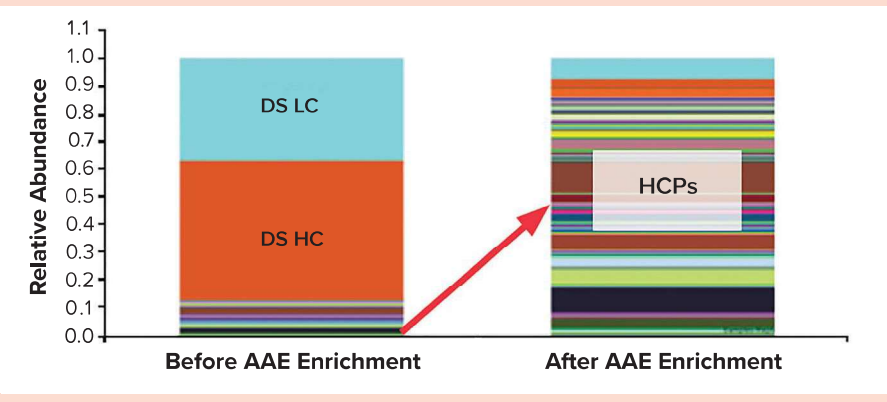 Relative Abundance
1.1
1.0
0.9
0.8
0.7
0.6
0.5
0.4
0.3
0.2
0.1
0.0
DS LC
DS HC
HCPs
Before AAE Enrichment
After AAE Enrichment